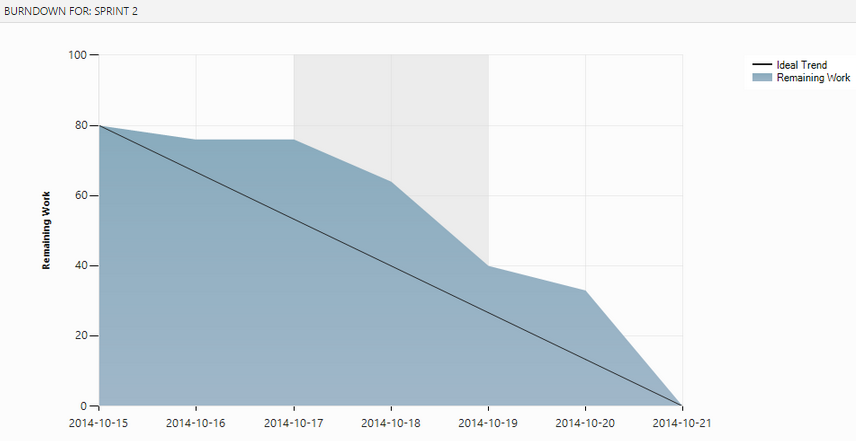 BURNDOWN FOR: SPRINT 2
Ideal Trend
Remaining Work
100
80
60
40
20
0
Remaining Work
2014-10-15 2014-10-16 2014-10-17 2014-10-18 2014-10-19 2014-10-20 2014-10-21